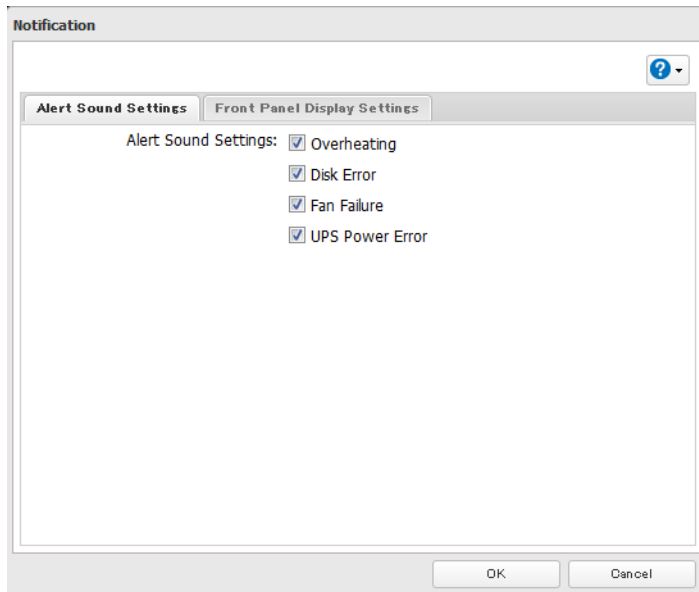 Notification
?
Alert Sound Settings Front Panel Display Settings
Alert Sound Settings: Overheating
Disk Error
Fan Failure
UPS Power Error
OK Cancel